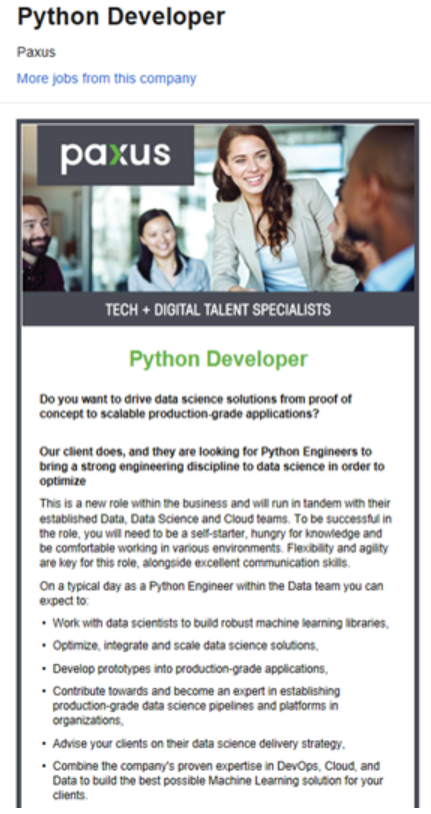 Python Developer
Paxus
More jobs from this company
paxus
TECH + DIGITAL TALENT SPECIALISTS
Python Developer
Do you want to drive data science solutions from proof of
concept to scalable production-grade applications?
Our client does, and they are looking for Python Engineers to
bring a strong engineering discipline to data science in order to
optimize
This is a new role within the business and will run in tandem with their
established Data, Data Science and Cloud teams. To be successful in
the role, you will need to be a self-starter, hungry for knowledge and
be comfortable working in various environments. Flexibility and agility
are key for this role, alongside excellent communication skills.
On a typical day as a Python Engineer within the Data team you can
expect to:
• Work with data scientists to build robust machine learning libraries,
• Optimize, integrate and scale data science solutions,
• Develop prototypes into production-grade applications,
• Contribute towards and become an expert in establishing
production-grade data science pipelines and platforms in
organizations,
• Advise your clients on their data science delivery strategy,
• Combine the company's proven expertise in DevOps, Cloud, and
Data to build the best possible Machine Learning solution for your
clients.